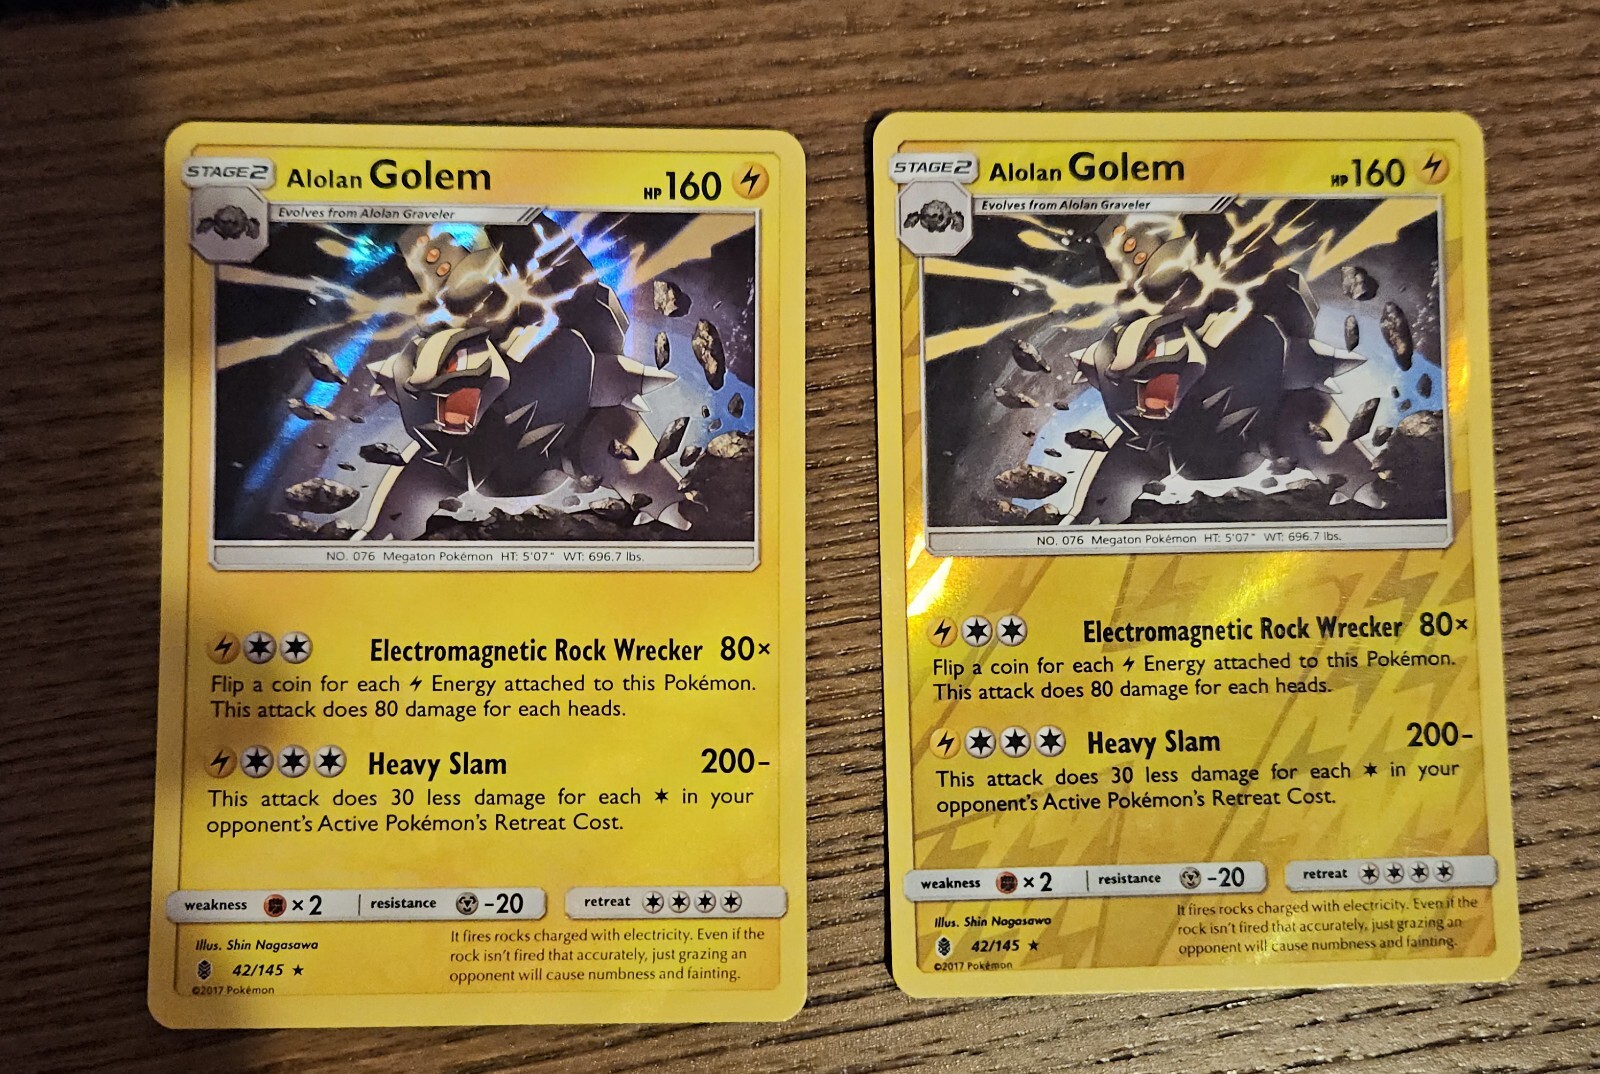 STAGE2 Alolan Golem HP160
Evolves from Alolan Graveler
NO. 076 Megaton Pokémon HT: 5'07" WT: 696.7 lbs.
Electromagnetic Rock Wrecker 80×
Flip a coin for each Energy attached to this Pokémon.
This attack does 80 damage for each heads.
Heavy Slam 200-
This attack does 30 less damage for each in your
opponent's Active Pokémon's Retreat Cost.
weakness ×2 resistance -20 retreat
Illus. Shin Nagasawa
42/145 ★
©2017 Pokémon
It fires rocks charged with electricity. Even if the
rock isn't fired that accurately, just grazing an
opponent will cause numbness and fainting.
STAGE2 Alolan Golem HP160
Evolves from Alolan Graveler
NO. 076 Megaton Pokémon HT: 5'07" WT: 696.7 lbs.
Electromagnetic Rock Wrecker 80×
Flip a coin for each Energy attached to this Pokémon.
This attack does 80 damage for each heads.
Heavy Slam 200-
This attack does 30 less damage for each in your
opponent's Active Pokémon's Retreat Cost.
weakness ×2 resistance -20 retreat
Illus. Shin Nagasawa
42/145 ★
©2017 Pokémon
It fires rocks charged with electricity. Even if the
rock isn't fired that accurately, just grazing an
opponent will cause numbness and fainting.